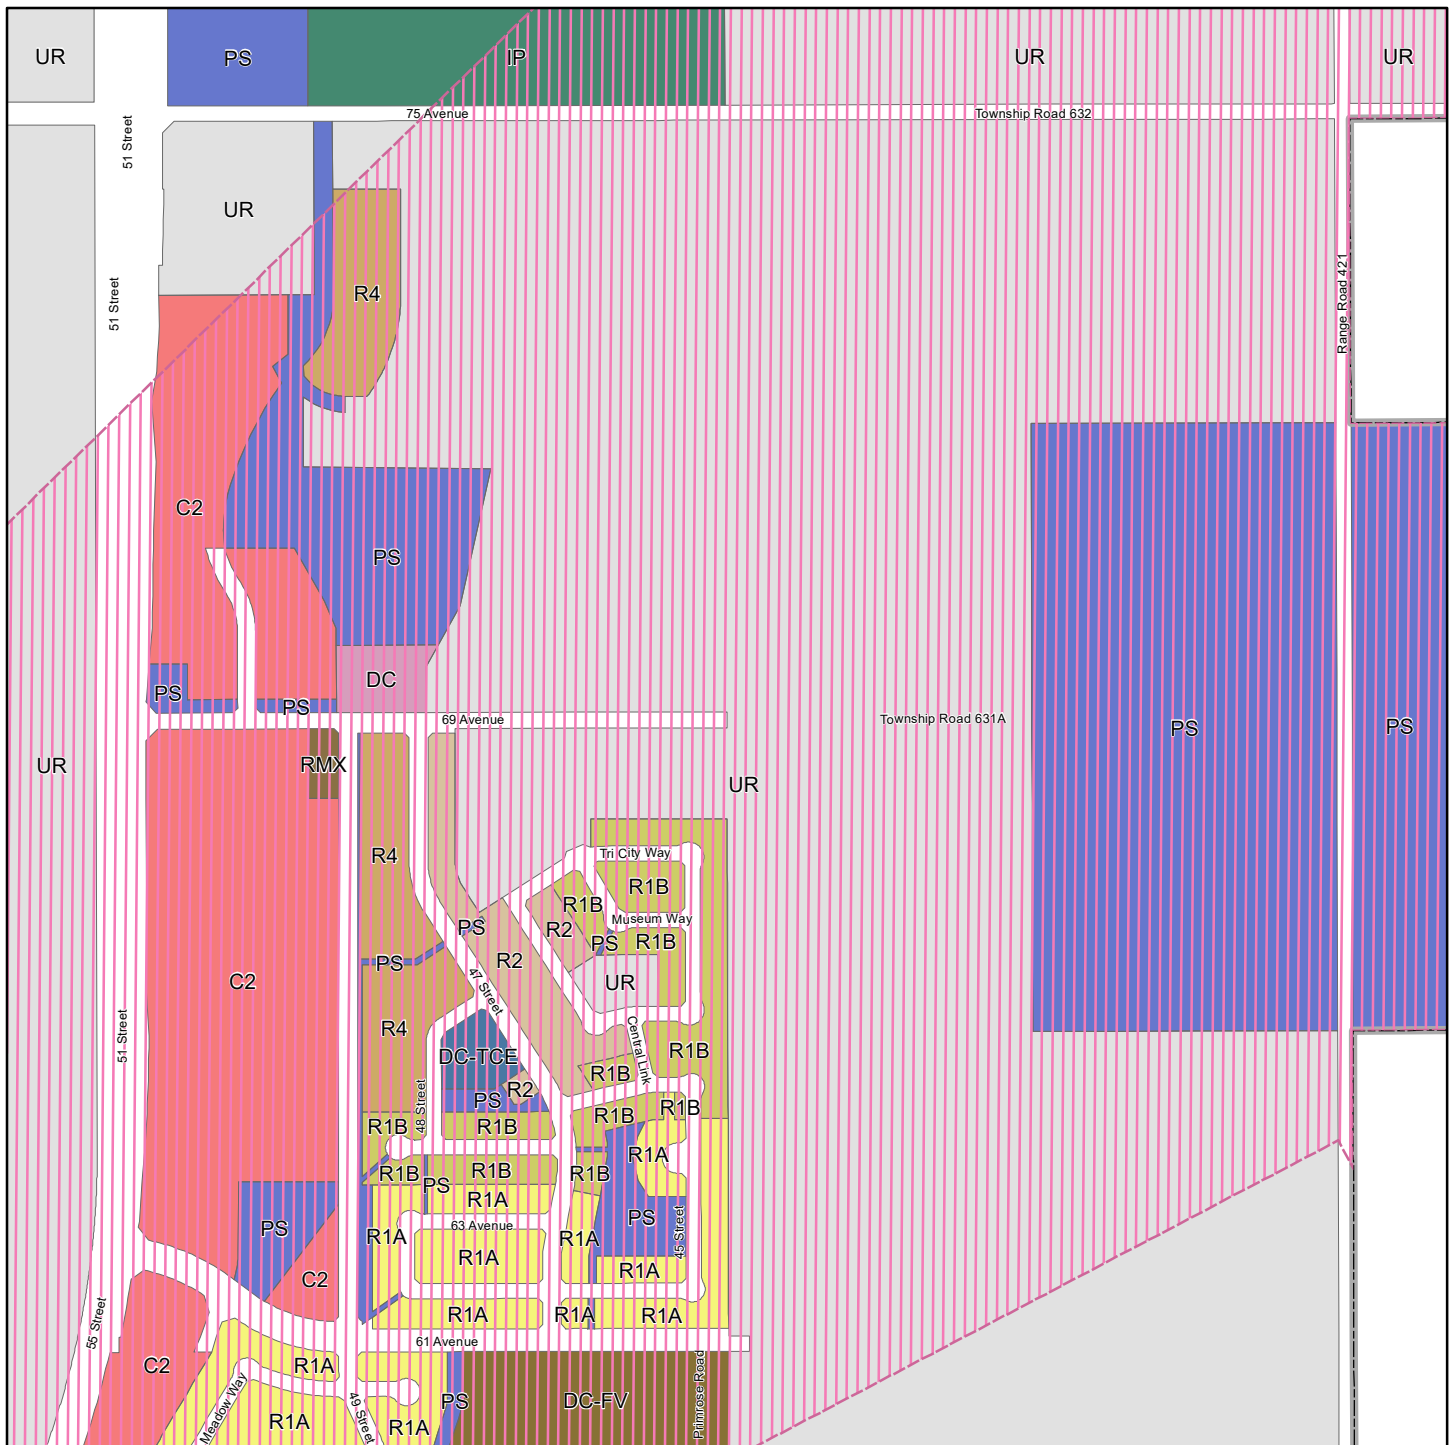 UR
PS
IP
UR
UR
75 Avenue
Township Road 632
51 Street
UR
R4
51 Street
Range Road 421
C2
PS
DC
PS
PS
69 Avenue
Township Road 631A
PS
PS
UR
RMX
UR
R4
Tri City Way
R1B
R1B
Museum Way
PS
R2
PS
R1B
PS
R2
C2
UR
47 Street
R4
51 Street
Central Link
DC-TCE
R1B
R1B
R2
PS
48 Street
R1B
R1B
R1B
R1B
R1A
R1B
R1B
R1B
PS
R1A
PS
63 Avenue
PS
R1A
R1A
45 Street
R1A
R1A
C2
R1A
R1A
R1A
55 Street
61 Avenue
C2
R1A
Primrose Road
PS
DC-FV
Meadow Way
49 Street
R1A
R1A